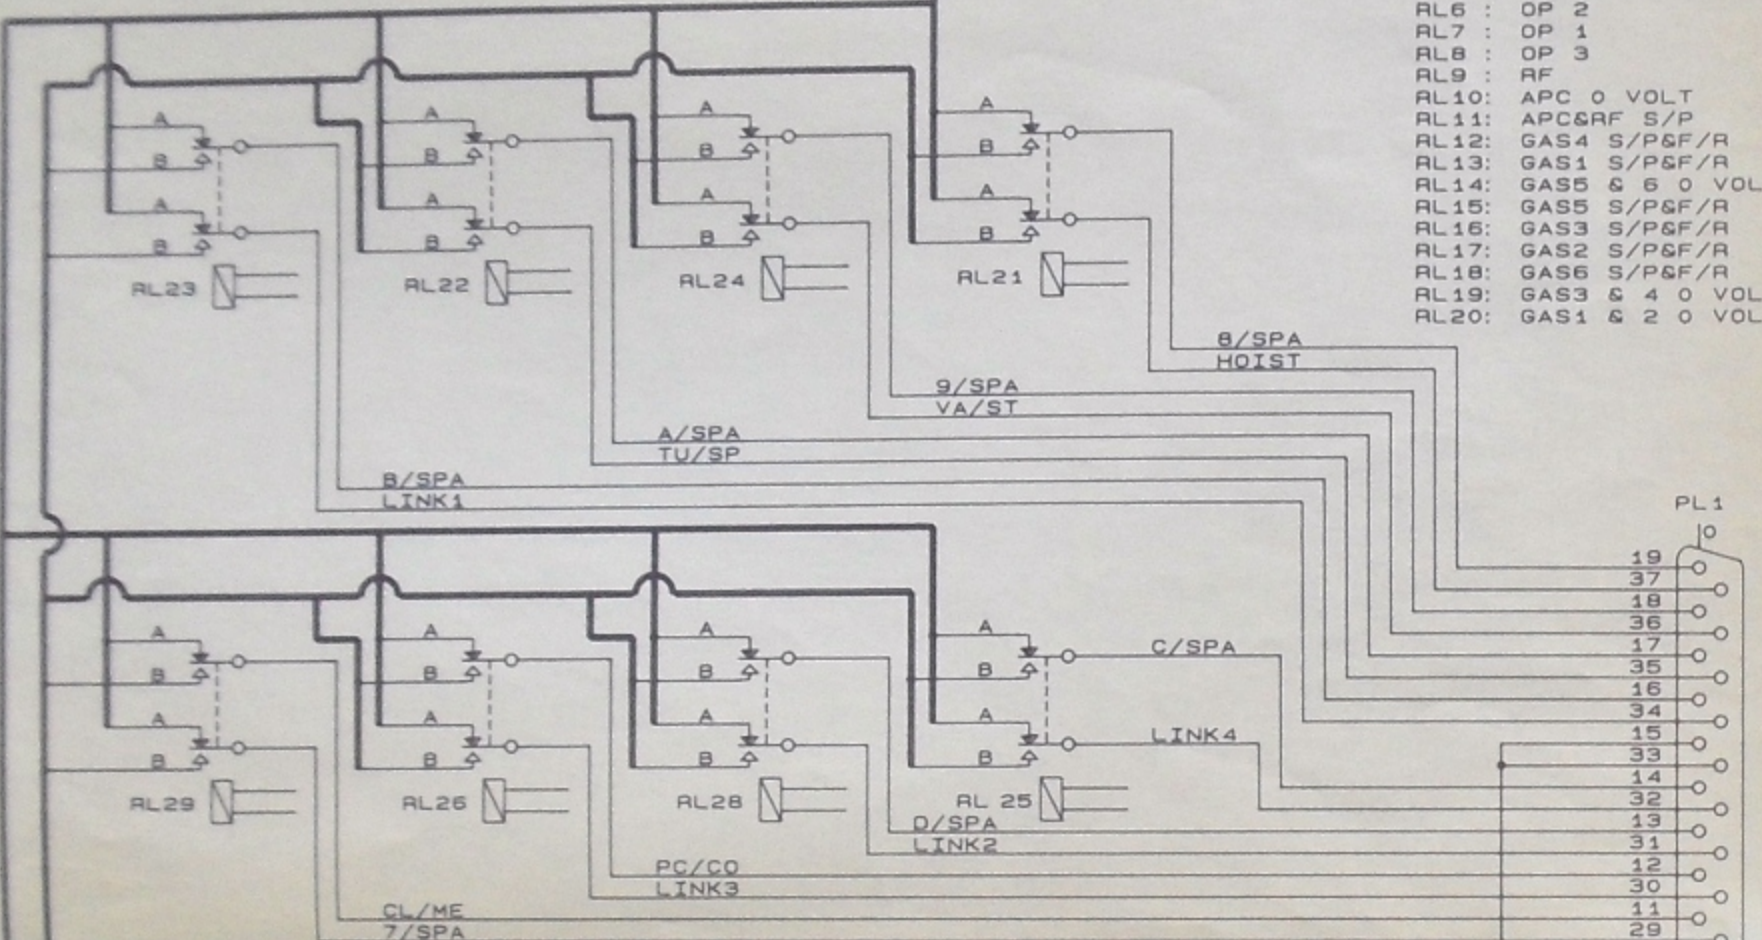 RL6 : OP 2
RL7 : OP 1
RL8 : OP 3
RL9 : RF
RL10: APC 0 VOLT
RL11: APC&RF S/P
RL12: GAS4 S/P&F/R
RL13: GAS1 S/P&F/R
RL14: GAS5 & 6 0 VOL
RL15: GAS5 S/P&F/R
RL16: GAS3 S/P&F/R
RL17: GAS2 S/P&F/R
RL18: GAS6 S/P&F/R
RL19: GAS3 & 4 0 VOL
RL20: GAS1 & 2 0 VOL
A A A A
B B B B
A A A A
B B B B
RL23 RL22 RL24 RL21
8/SPA
HOIST
9/SPA
VA/ST
A/SPA
TU/SP
B/SPA
LINK1
PL1
19
37
18
36
17
35
16
34
15
33
14
32
13
31
12
30
11
29
A A A A
B B B B
A A A A
B B B B
C/SPA
LINK4
RL29 RL26 RL28 RL 25
D/SPA
LINK2
PC/CO
LINK3
CL/ME
7/SPA